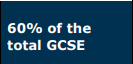 60% of the
total GCSE